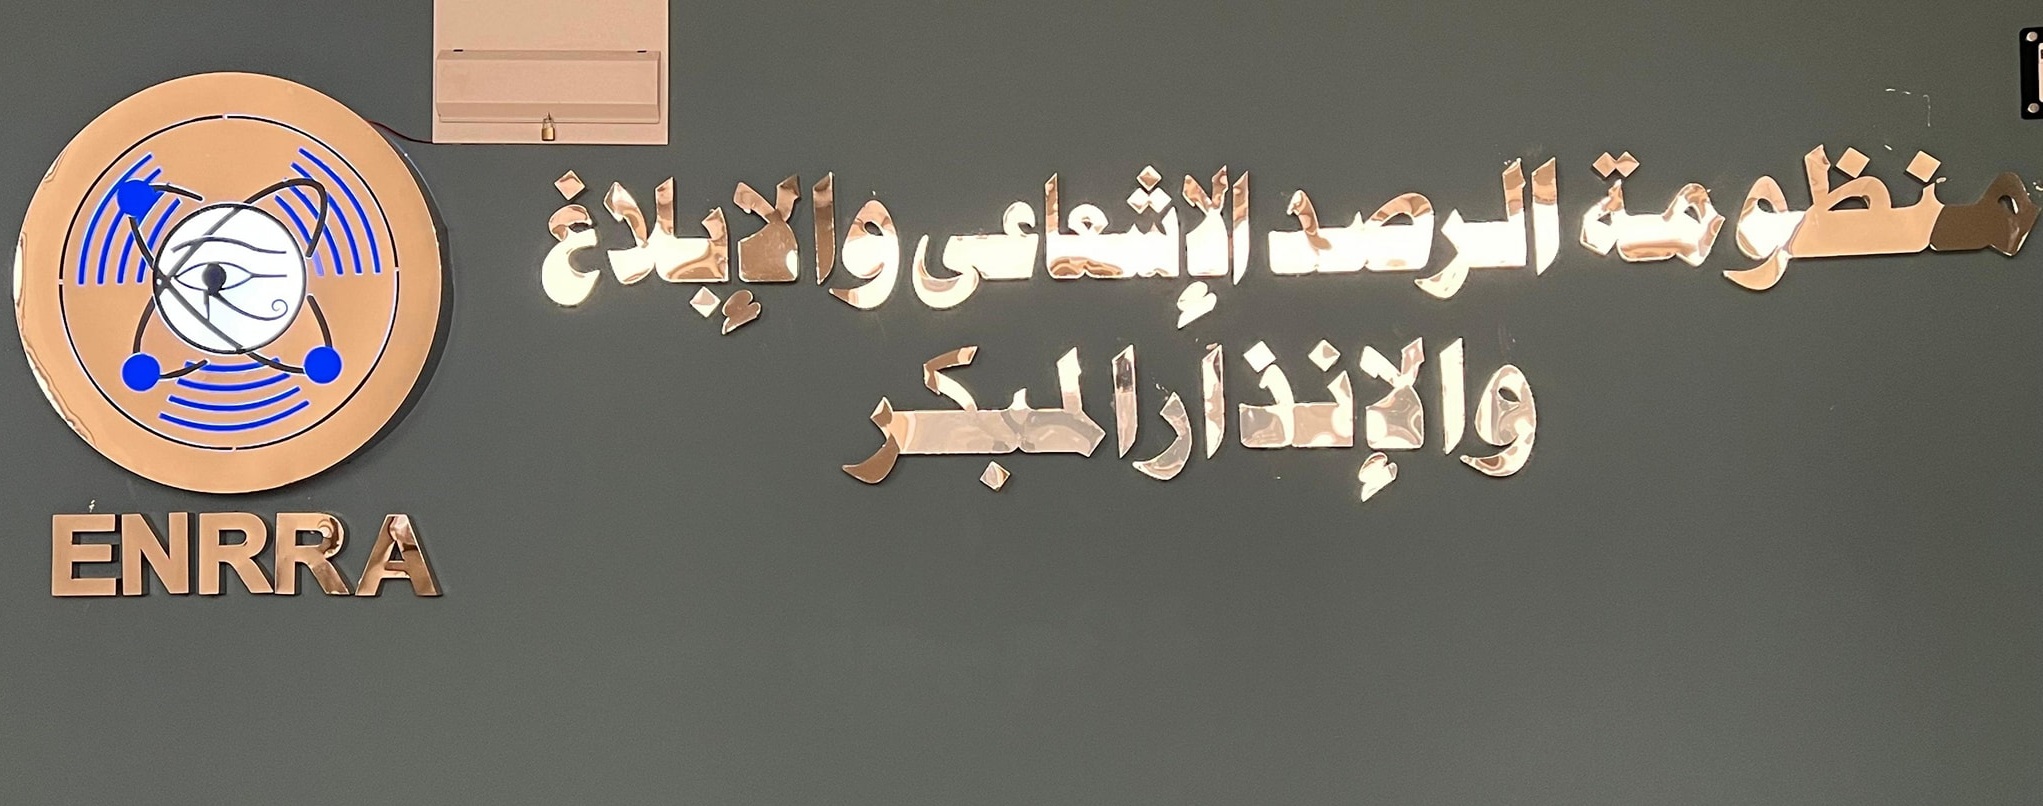 منظومة الرصد الإشعاعى والإبلاغ
والإنذار المبكر
ENRRA